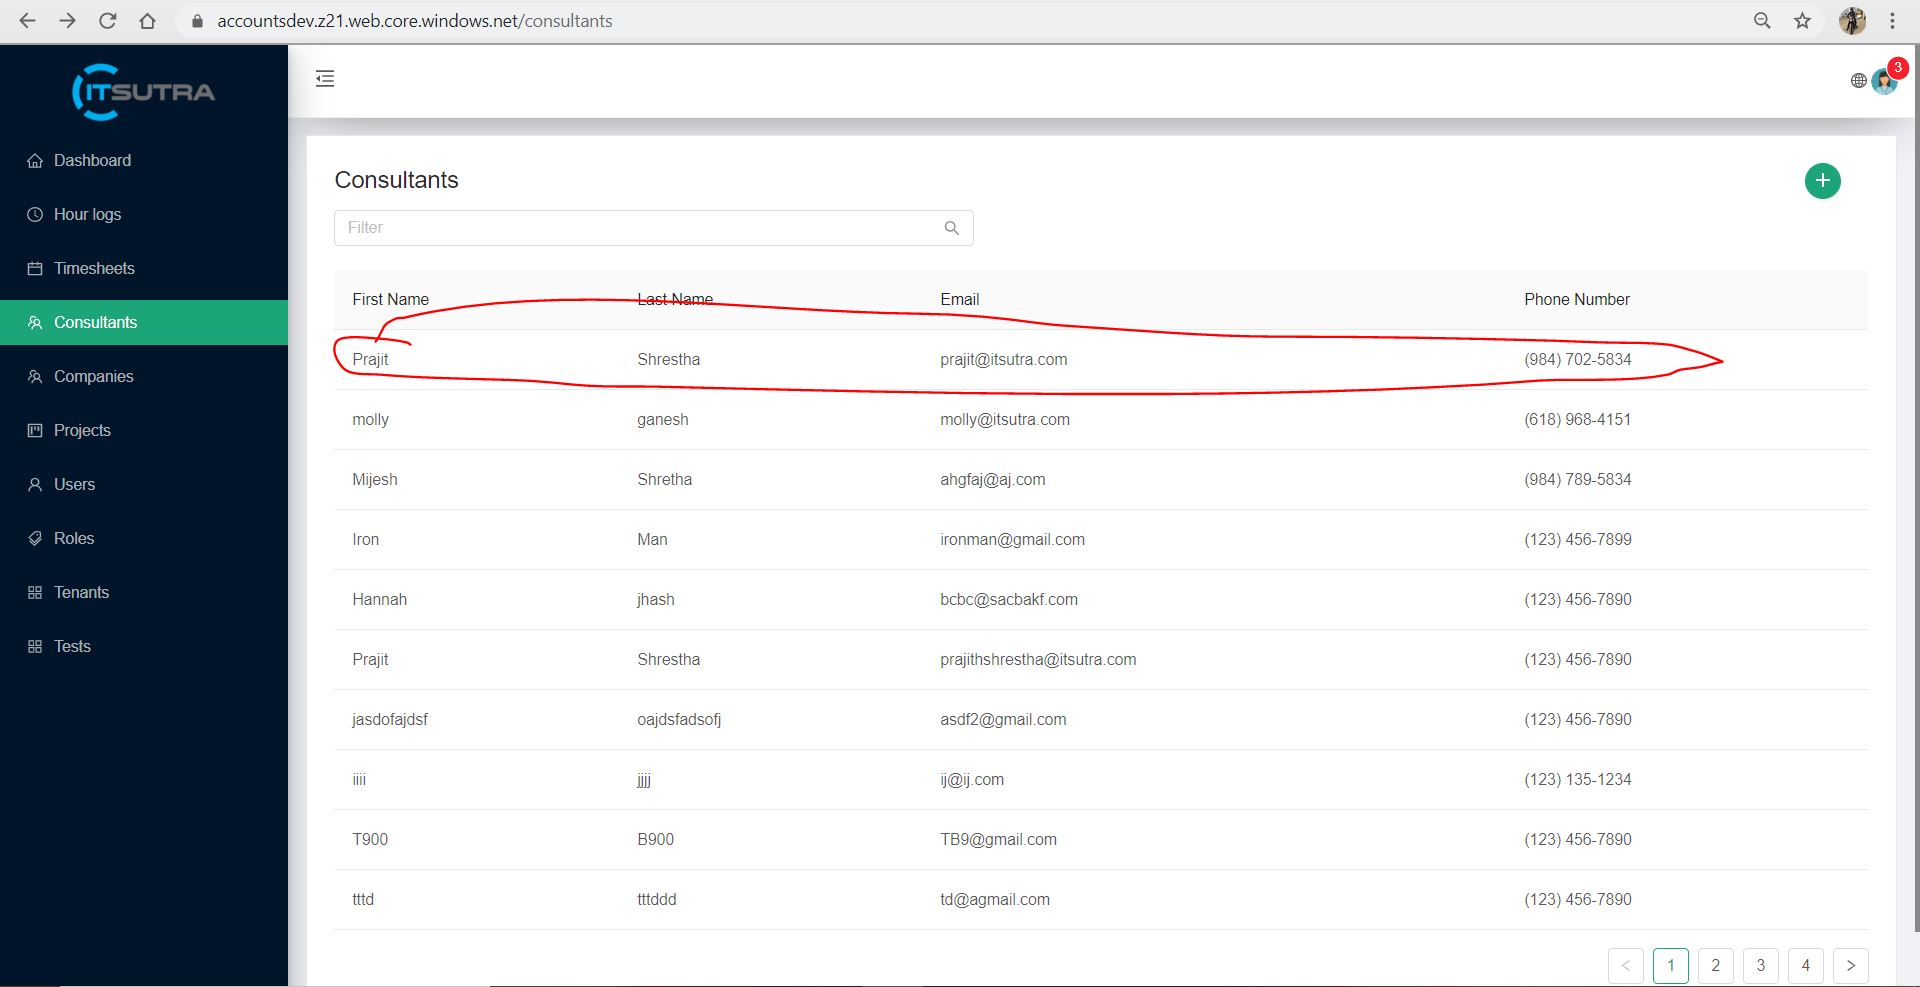 accountsdev.z21.web.core.windows.net/consultants
ITSUTRA
3
Dashboard
Hour logs
Timesheets
Consultants
Companies
Projects
Users
Roles
Tenants
Tests
Consultants
Filter
First Name Last Name Email Phone Number
Prajit Shrestha prajit@itsutra.com (984) 702-5834
molly ganesh molly@itsutra.com (618) 968-4151
Mijesh Shretha ahgfaj@aj.com (984) 789-5834
Iron Man ironman@gmail.com (123) 456-7899
Hannah jhash bcbc@sacbakf.com (123) 456-7890
Prajit Shrestha prajithshrestha@itsutra.com (123) 456-7890
jasdofajdsf oajdsfadsofj asdf2@gmail.com (123) 456-7890
iiii jjjj ij@ij.com (123) 135-1234
T900 B900 TB9@gmail.com (123) 456-7890
tttd tttddd td@agmail.com (123) 456-7890
< 1 2 3 4 >